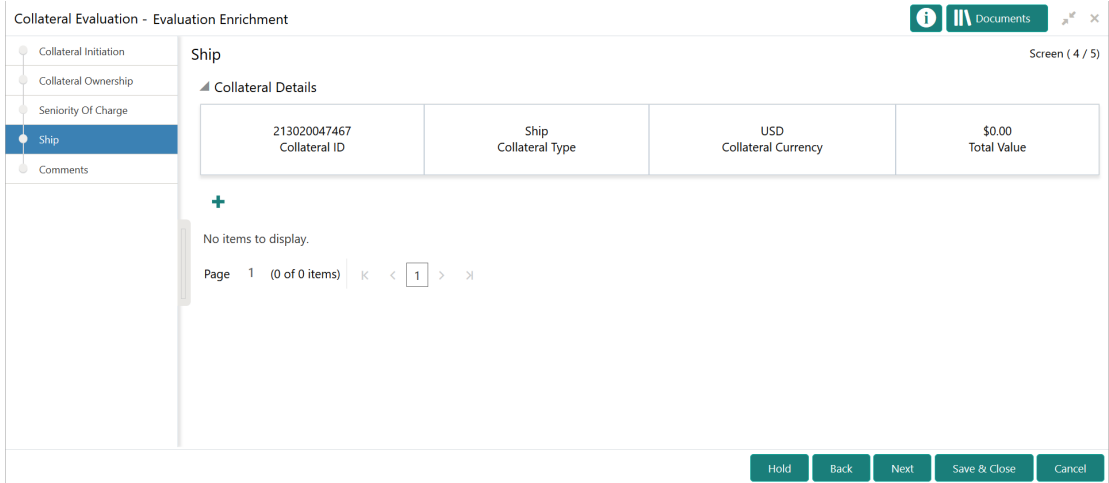 Collateral Evaluation - Evaluation Enrichment
i Documents
Collateral Initiation
Collateral Ownership
Seniority Of Charge
Ship
Comments
Ship
Screen ( 4 / 5)
Collateral Details
213020047467
Collateral ID
Ship
Collateral Type
USD
Collateral Currency
$0.00
Total Value
No items to display.
Page 1 (0 of 0 items) 1
Hold Back Next Save & Close Cancel